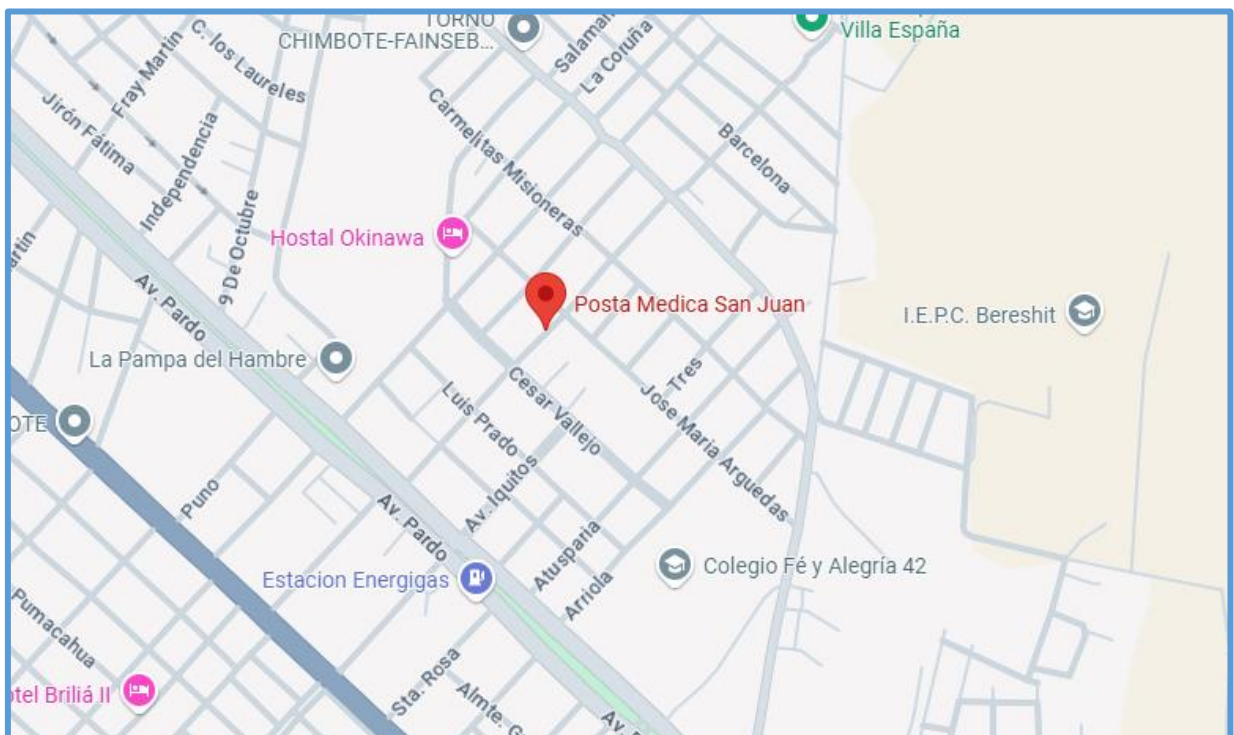 TORNO
CHIMBOTE-FAINSEB...
Villa España
C. los Laureles
Fray Martin
Salaman
La Coruña
Jirón Fátima
Independencia
Carmelitas Misioneras
Barcelona
9 De Octubre
Hostal Okinawa
artin
Av. Pardo
Posta Medica San Juan
I.E.P.C. Bereshit
La Pampa del Hambre
Tres
Cesar Vallejo
Luis Prado
Jose Maria Arguedas
OTE
Puno
Av. Iquitos
Av. Pardo
Atusparia
Colegio Fé y Alegría 42
Estacion Energigas
Arriola
Pumacahua
Sta. Rosa
tel Briliá II
Almte. G
Av.